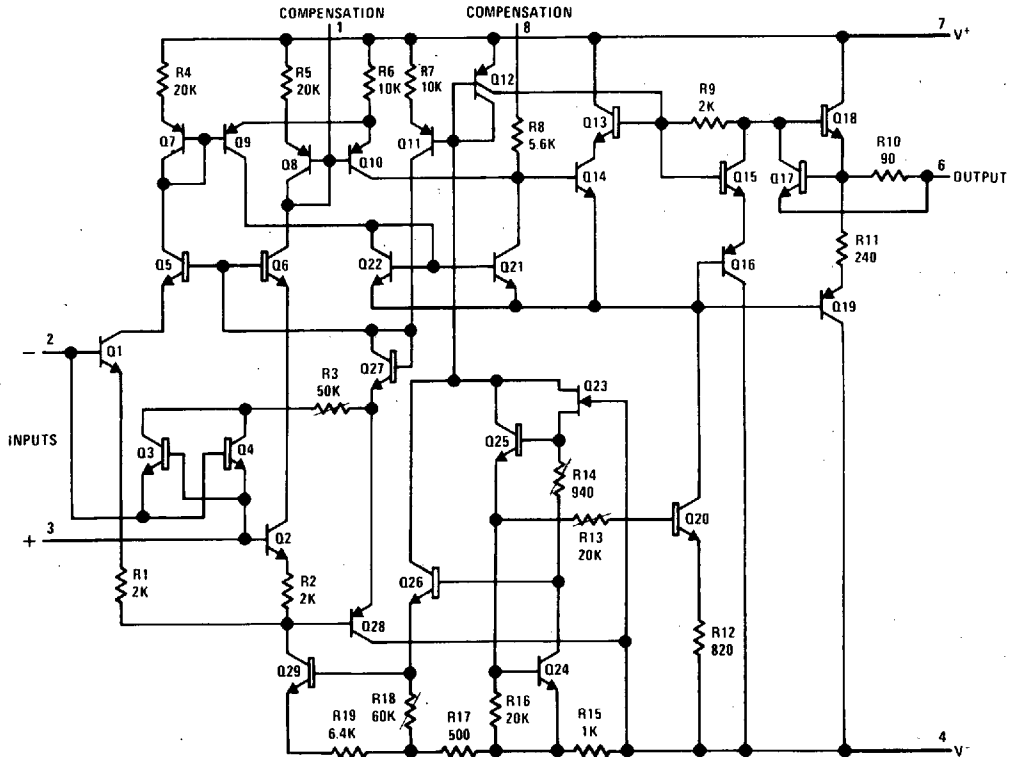 COMPENSATION
1
COMPENSATION
8
7
V+
R4
20K
R5
20K
R6
10K
R7
10K
Q12
R8
5.6K
Q13
R9
2K
Q18
R10
90
6
OUTPUT
Q7
Q9
Q8
Q10
Q11
Q14
Q15
Q17
R11
240
Q5
Q6
Q22
Q21
Q16
Q19
2
−
Q1
Q27
R3
50K
Q23
INPUTS
Q3
Q4
Q25
R14
940
R13
20K
Q20
3
+
Q2
R1
2K
R2
2K
Q26
Q28
R12
820
Q29
R18
60K
R16
20K
Q24
R19
6.4K
R17
500
R15
1K
4
V−